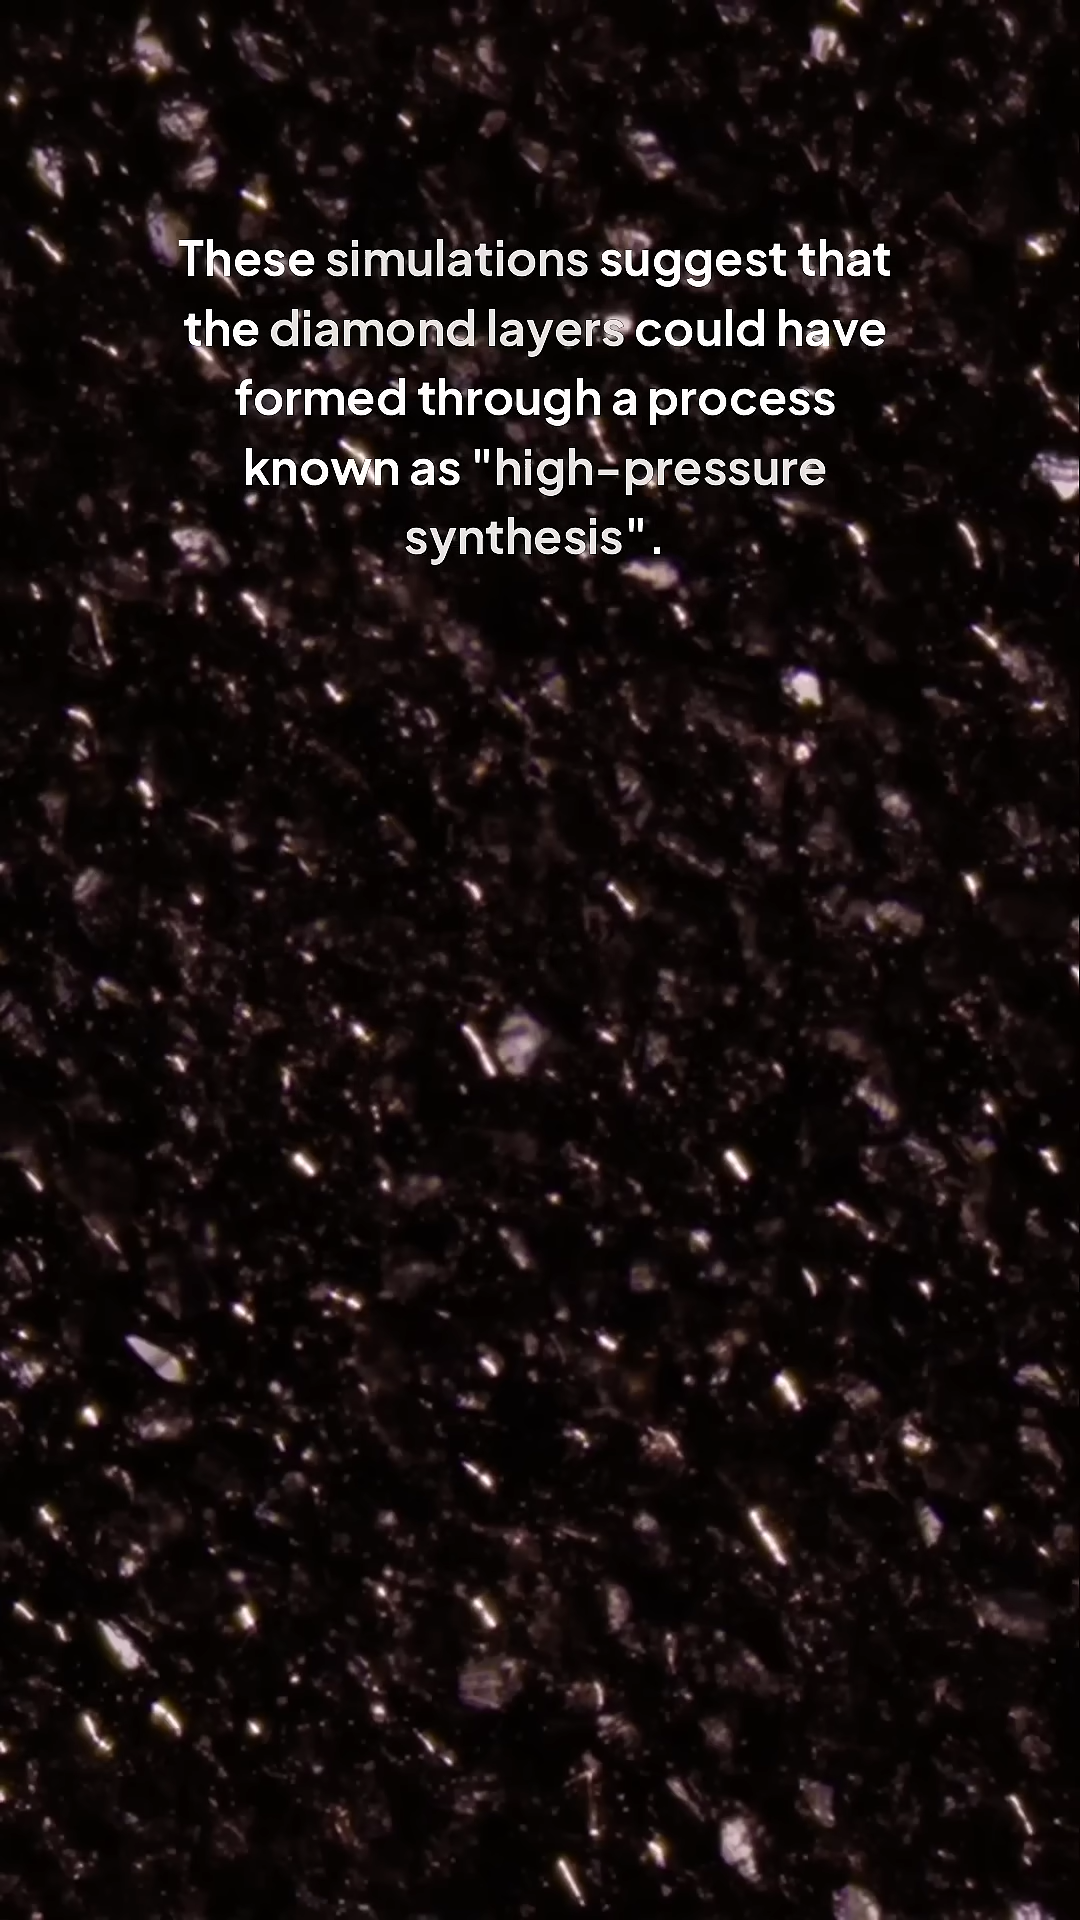 These simulations suggest that
the diamond layers could have
formed through a process
known as "high-pressure
synthesis".